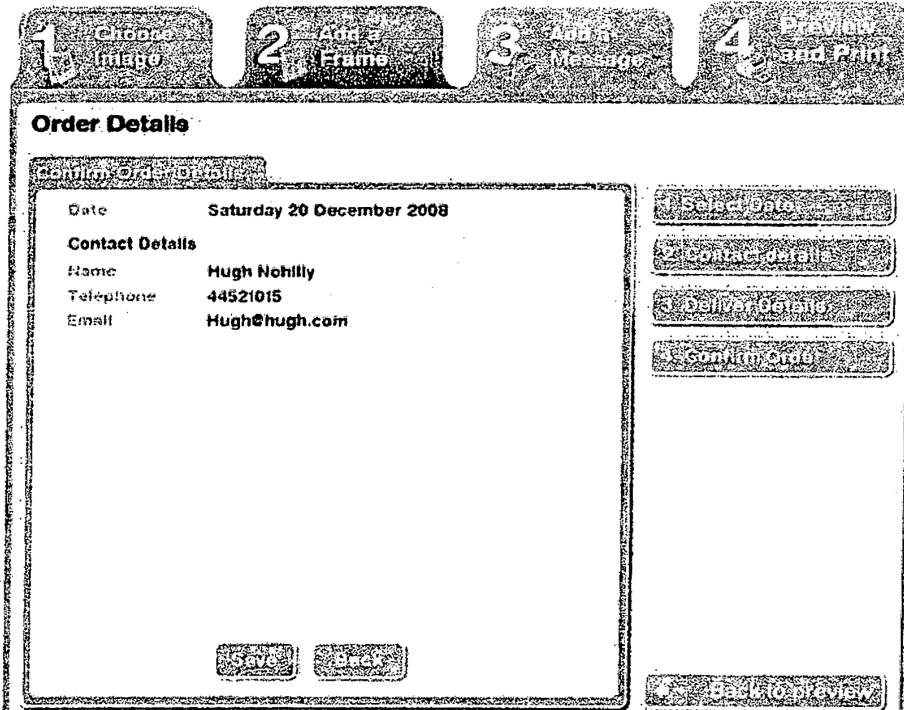 1 Choose Image
2 Add a Frame
3 Add a Message
4 Preview and Print
Order Details
Confirm Order Details
Date Saturday 20 December 2008
Contact Details
Name Hugh Nohilly
Telephone 44521015
Email Hugh@hugh.com
1. Select Date
2. Contact details
3. Deliver Details
4. Confirm Order
Save Back
Back to preview